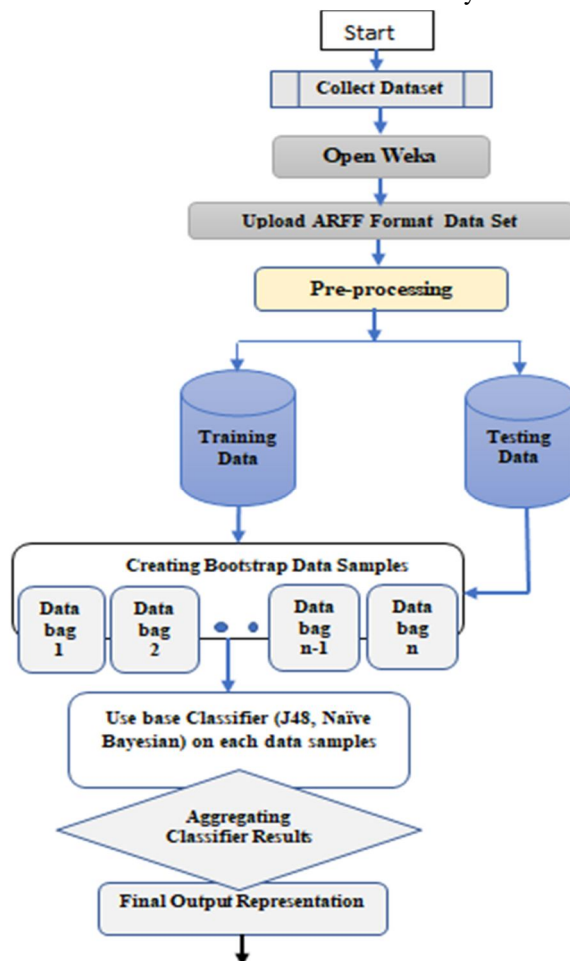 Start
Collect Dataset
Open Weka
Upload ARFF Format Data Set
Pre-processing
Training
Data
Testing
Data
Creating Bootstrap Data Samples
Data
bag
1
Data
bag
2
Data
bag
n-1
Data
bag
n
Use base Classifier (J48, Naïve
Bayesian) on each data samples
Aggregating
Classifier Results
Final Output Representation